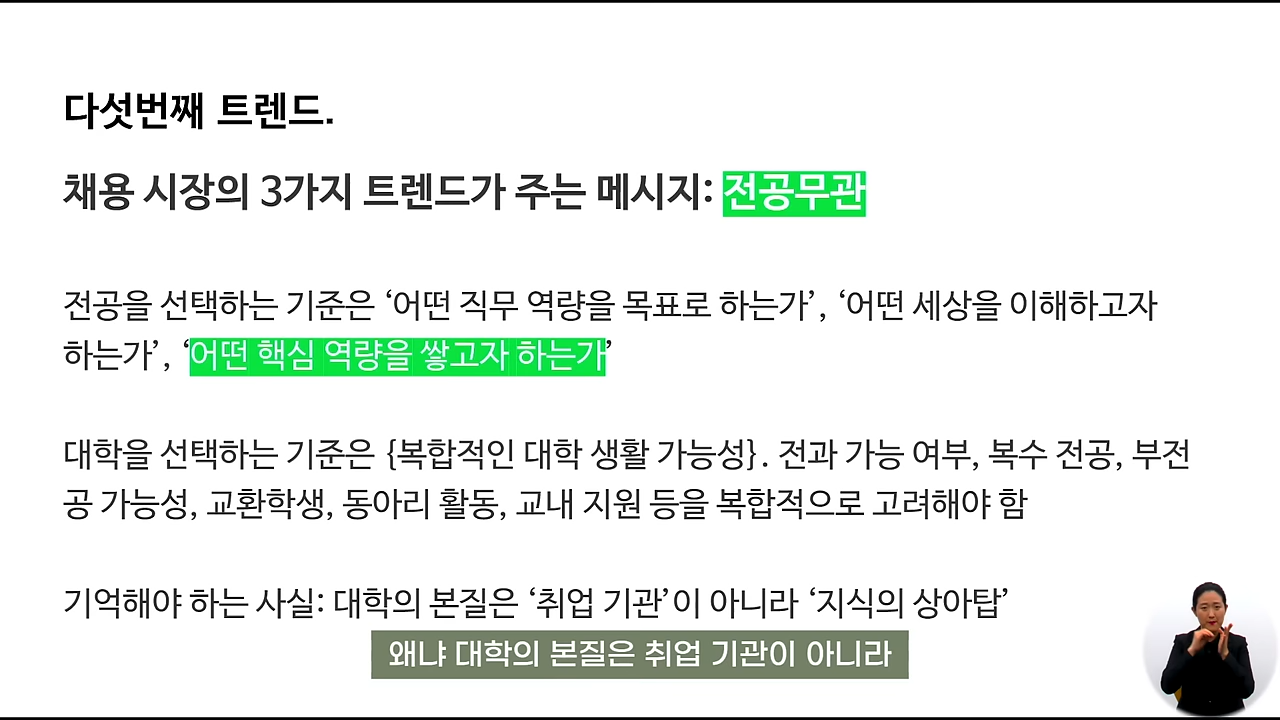 다섯번째 트렌드.
채용 시장의 3가지 트렌드가 주는 메시지: 전공무관
전공을 선택하는 기준은 ‘어떤 직무 역량을 목표로 하는가’, ‘어떤 세상을 이해하고자
하는가’, ‘어떤 핵심 역량을 쌓고자 하는가’
대학을 선택하는 기준은 {복합적인 대학 생활 가능성}. 전과 가능 여부, 복수 전공, 부전
공 가능성, 교환학생, 동아리 활동, 교내 지원 등을 복합적으로 고려해야 함
기억해야 하는 사실: 대학의 본질은 ‘취업 기관’이 아니라 ‘지식의 상아탑’
왜냐 대학의 본질은 취업 기관이 아니라